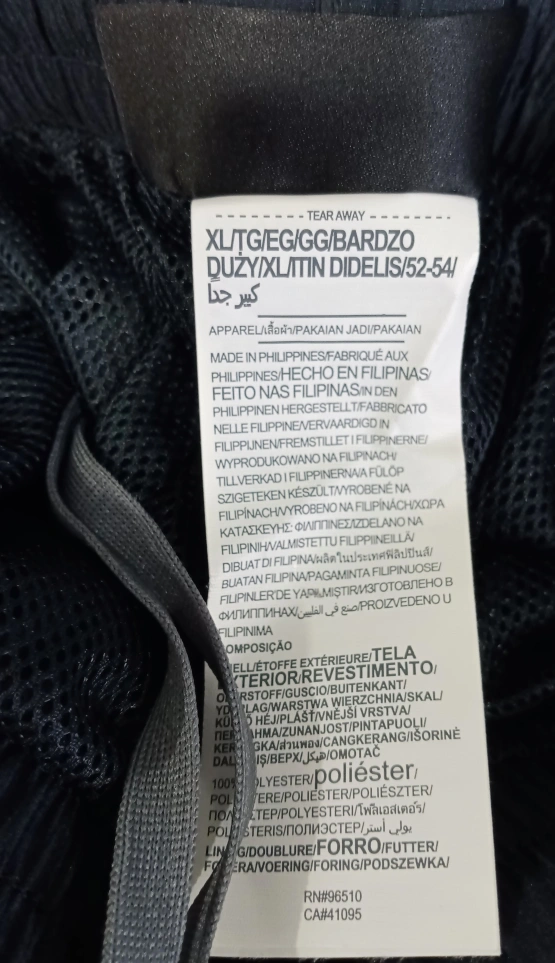 - - - - - - - - TEAR AWAY - - - - - - - -
XL/TG/EG/GG/BARDZO
DUŻY/XL/ITIN DIDELIS/52-54/
كبير جداً
APPAREL/เสื้อผ้า/PAKAIAN JADI/PAKAIAN
MADE IN PHILIPPINES/FABRIQUÉ AUX
PHILIPPINES/HECHO EN FILIPINAS/
FEITO NAS FILIPINAS/IN DEN
PHILIPPINEN HERGESTELLT/FABBRICATO
NELLE FILIPPINE/VERVAARDIGD IN
FILIPPIJNEN/FREMSTILLET I FILIPPINERNE/
WYPRODUKOWANO NA FILIPINACH/
TILLVERKAD I FILIPPINERNA/A FÜLÖP
SZIGETEKEN KÉSZÜLT/VYROBENÉ NA
FILIPÍNACH/VYROBENO NA FILIPÍNÁCH/ΧΩΡΑ
ΚΑΤΑΣΚΕΥΗΣ: ΦΙΛΙΠΠΙΝΕΣ/IZDELANO NA
FILIPINIH/VALMISTETTU FILIPPIINEILLÄ/
DIBUAT DI FILIPINA/ผลิตในประเทศฟิลิปปินส์/
BUATAN FILIPINA/PAGAMINTA FILIPINUOSE/
FILIPINLER'DE YAPILMIŞTIR/ИЗГОТОВЛЕНО В
ФИЛИППИНАХ/صنع في الفلبين/PROIZVEDENO U
FILIPINIMA
COMPOSIÇÃO
/ÉTOFFE EXTÉRIEURE/TELA
/REVESTIMENTO/
/GUSCIO/BUITENKANT/
/WARSTWA WIERZCHNIA/SKAL/
HÉJ/PLÁŠŤ/VNĚJŠÍ VRSTVA/
/ZUNANJOST/PINTAPUOLI/
/ส่วนพอง/CANGKERANG/IŠORINĖ
/ВЕРХ/هيكل/OMOTAČ
100% POLYESTER/poliéster/
/POLIESTER/POLIÉSZTER/
/POLYESTERI/โพลีเอสเตอร์/
/ПОЛИЭСТЕР/بولي أستر
LINING/DOUBLURE/FORRO/FUTTER/
FODERA/VOERING/FORING/PODSZEWKA/
RN#96510
CA#41095